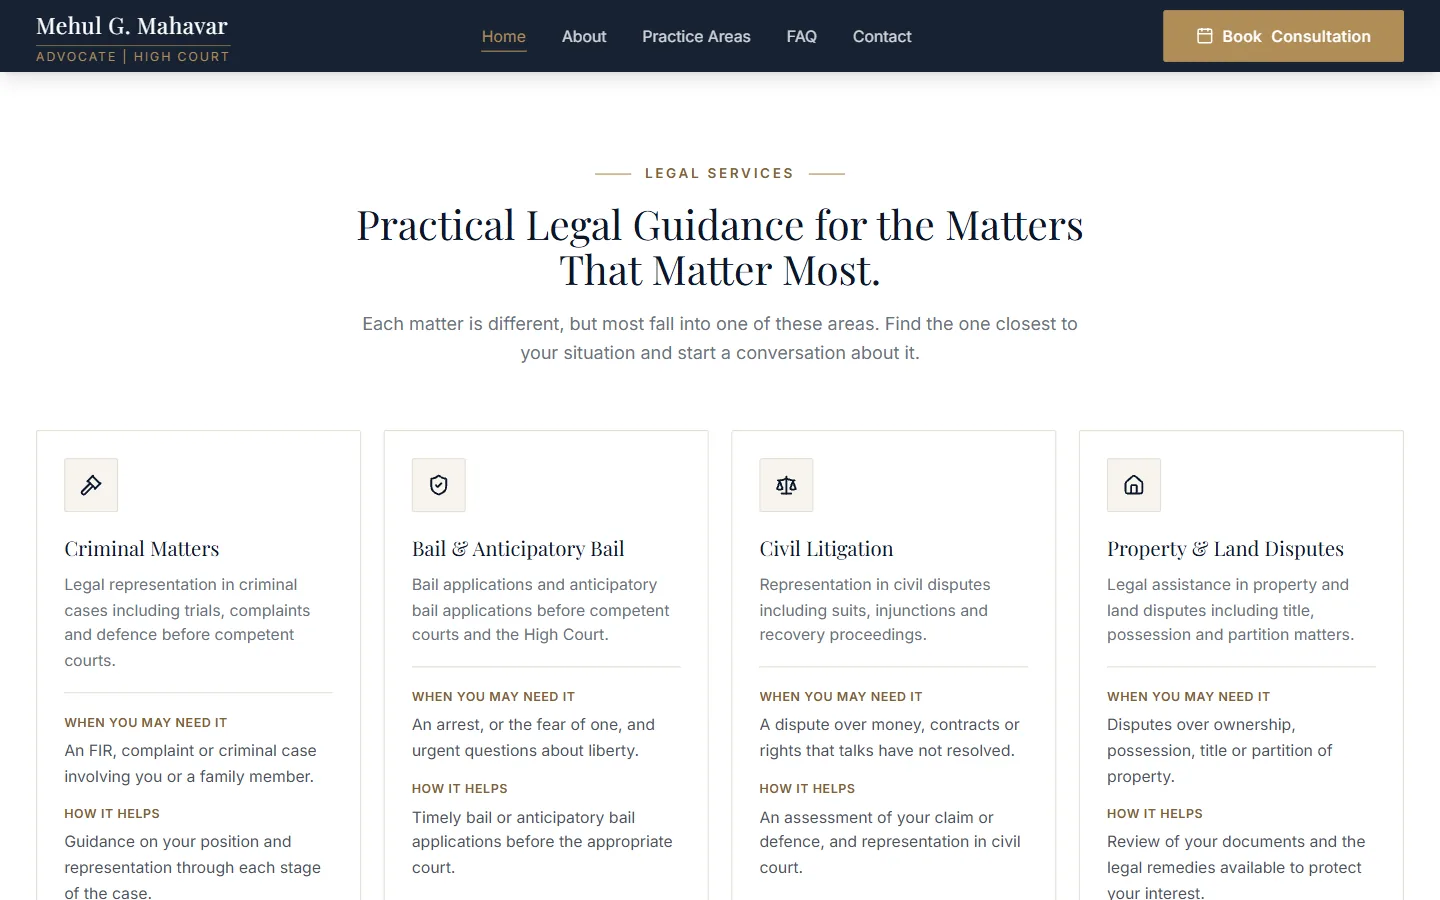 Mehul G. Mahavar
ADVOCATE | HIGH COURT
Home
About
Practice Areas
FAQ
Contact
Book Consultation
LEGAL SERVICES
Practical Legal Guidance for the Matters
That Matter Most.
Each matter is different, but most fall into one of these areas. Find the one closest to
your situation and start a conversation about it.
Criminal Matters
Legal representation in criminal
cases including trials, complaints
and defence before competent
courts.
WHEN YOU MAY NEED IT
An FIR, complaint or criminal case
involving you or a family member.
HOW IT HELPS
Guidance on your position and
representation through each stage
of the case.
Bail & Anticipatory Bail
Bail applications and anticipatory
bail applications before competent
courts and the High Court.
WHEN YOU MAY NEED IT
An arrest, or the fear of one, and
urgent questions about liberty.
HOW IT HELPS
Timely bail or anticipatory bail
applications before the appropriate
court.
Civil Litigation
Representation in civil disputes
including suits, injunctions and
recovery proceedings.
WHEN YOU MAY NEED IT
A dispute over money, contracts or
rights that talks have not resolved.
HOW IT HELPS
An assessment of your claim or
defence, and representation in civil
court.
Property & Land Disputes
Legal assistance in property and
land disputes including title,
possession and partition matters.
WHEN YOU MAY NEED IT
Disputes over ownership,
possession, title or partition of
property.
HOW IT HELPS
Review of your documents and the
legal remedies available to protect
your interest.